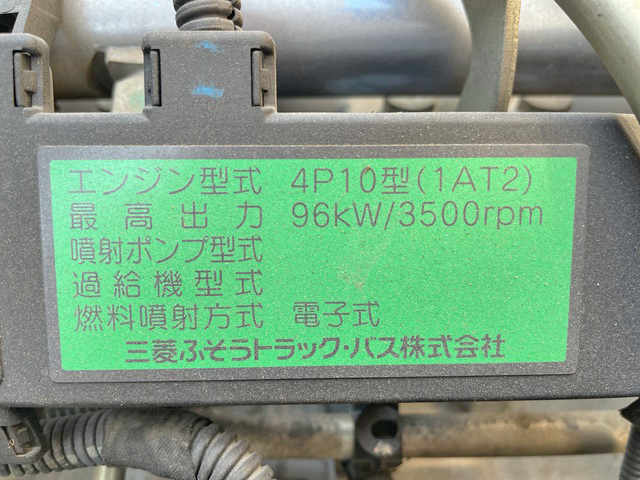 エンジン型式 4P10型(1AT2)
最高出力 96kW/3500rpm
噴射ポンプ型式
過給機型式
燃料噴射方式 電子式
三菱ふそうトラック・バス株式会社